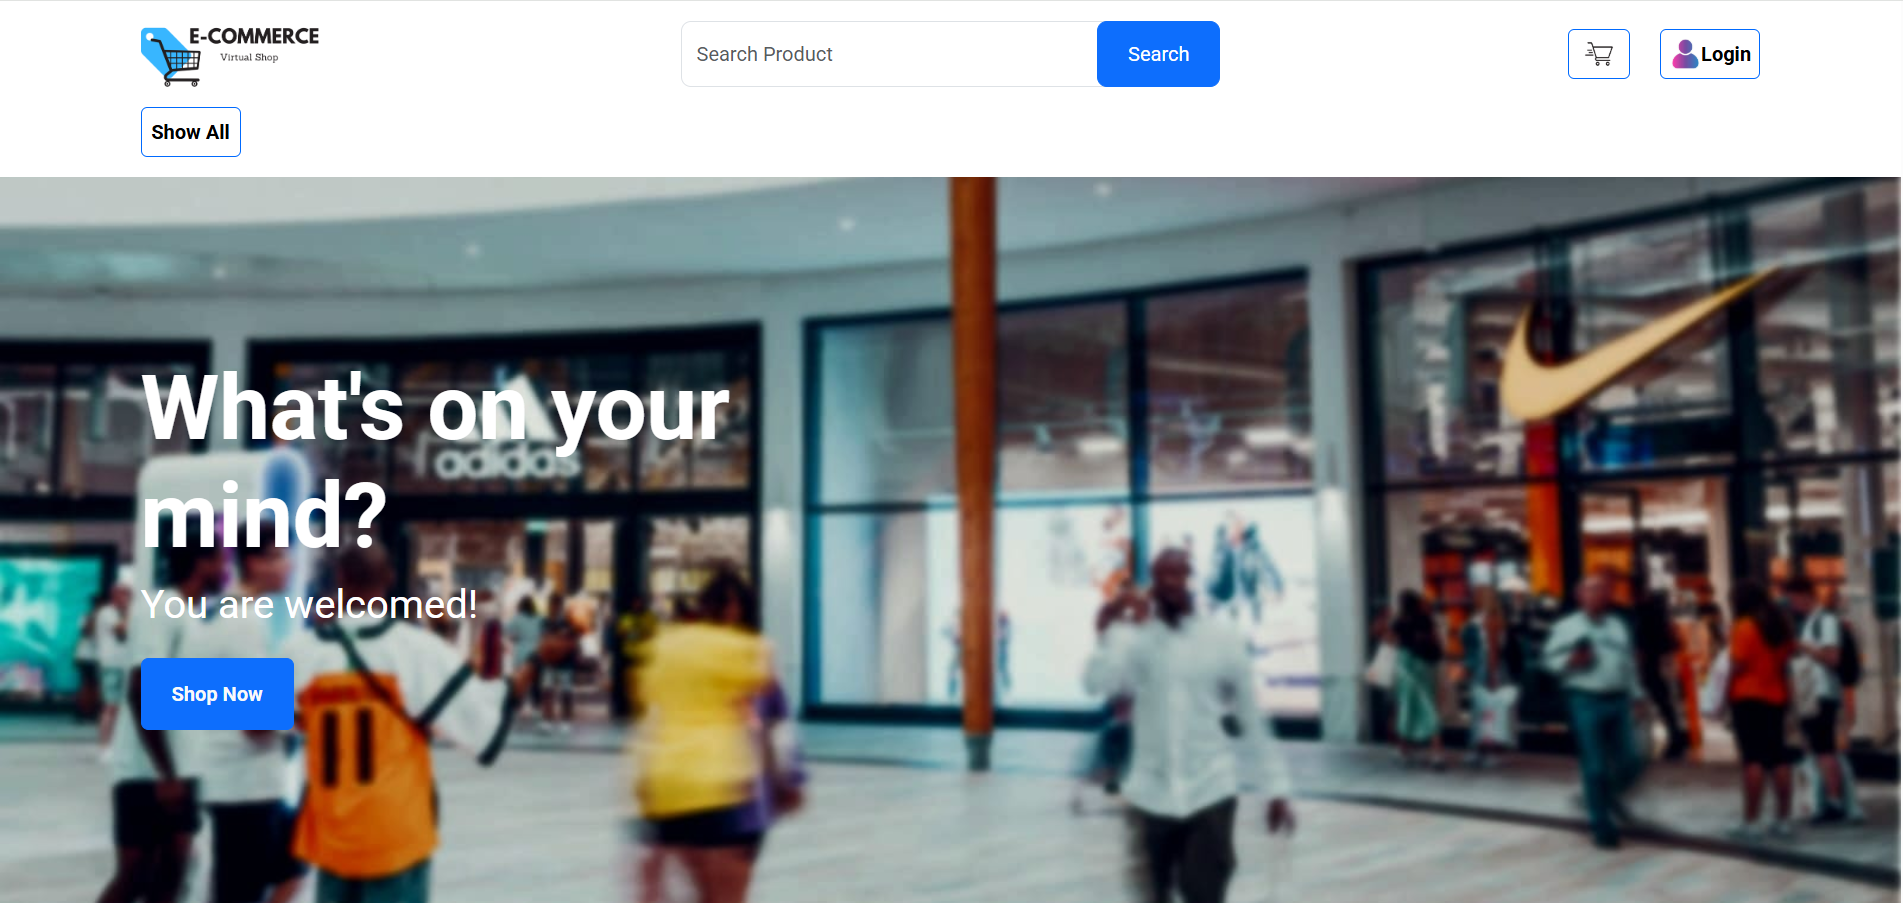 E-COMMERCE
Virtual Shop
Search Product
Search
Login
Show All
What's on your
mind?
adidas
You are welcomed!
Shop Now
11